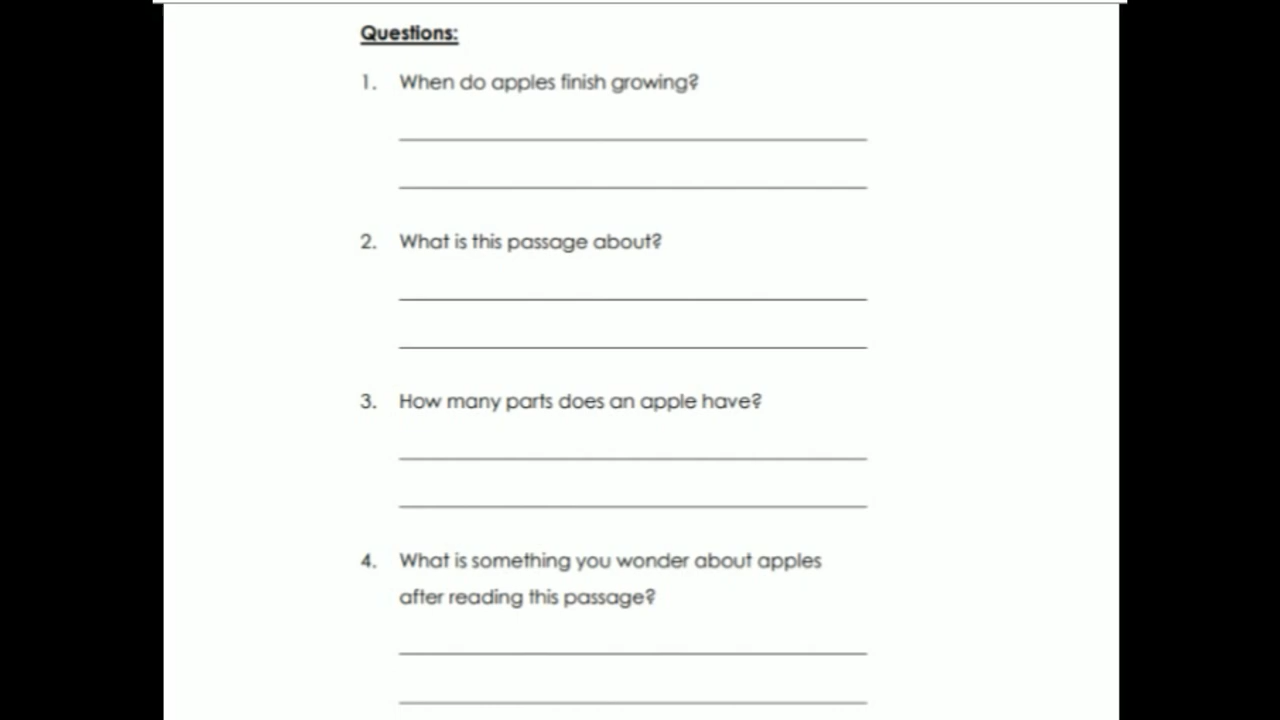 Questions:
1. When do apples finish growing?
2. What is this passage about?
3. How many parts does an apple have?
4. What is something you wonder about apples
after reading this passage?